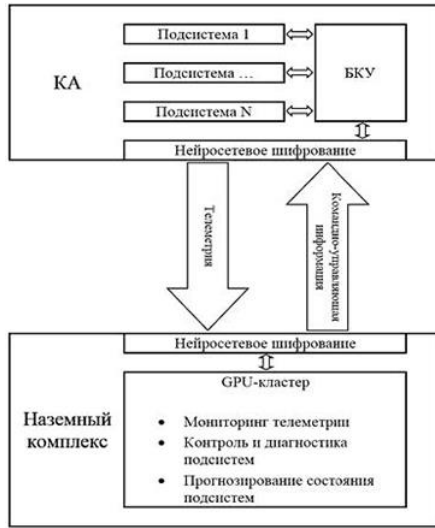 КА
Подсистема 1
Подсистема ...
Подсистема N
БКУ
Нейросетевое шифрование
Телеметрия
Командно-управляющая
информация
Нейросетевое шифрование
GPU-кластер
Наземный
комплекс
• Мониторинг телеметрии
• Контроль и диагностика
подсистем
• Прогнозирование состояния
подсистем